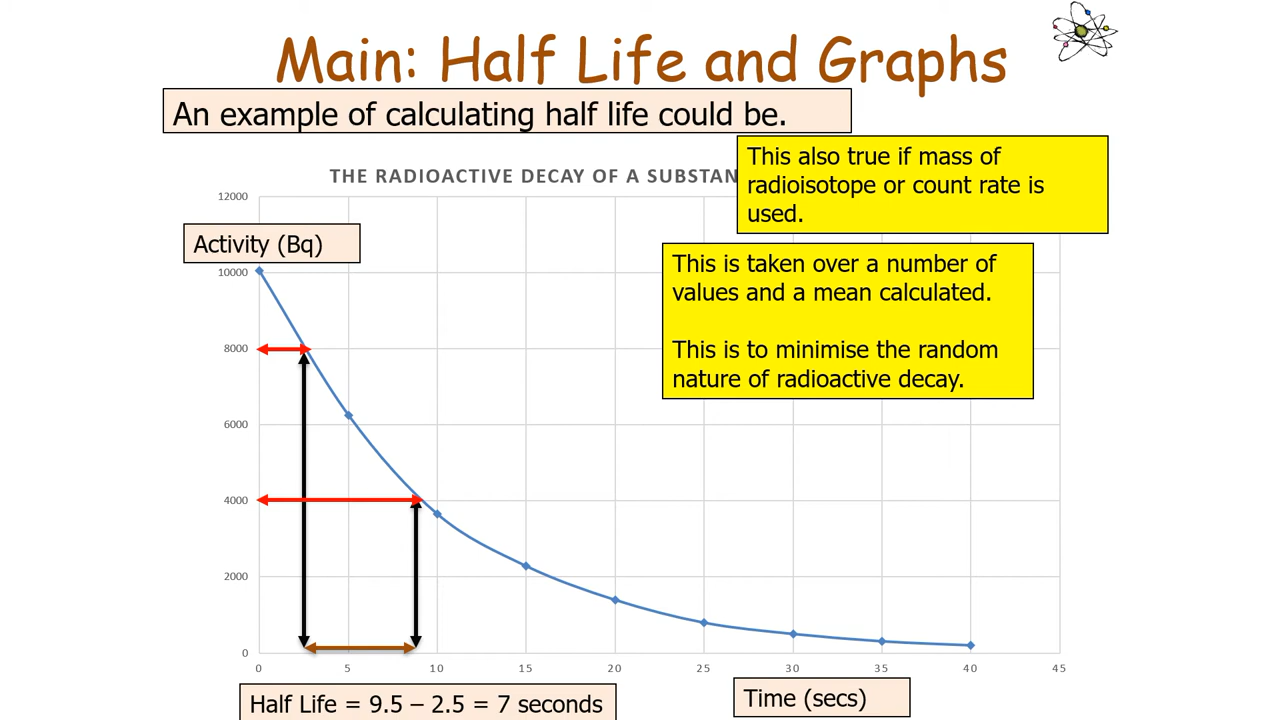 Main: Half Life and Graphs
An example of calculating half life could be.
This also true if mass of
radioisotope or count rate is
used.
THE RADIOACTIVE DECAY OF A SUBSTAN
12000
Activity (Bq)
This is taken over a number of
values and a mean calculated.
This is to minimise the random
nature of radioactive decay.
10000
8000
6000
4000
2000
0
0 5 10 15 20 25 30 35 40 45
Half Life = 9.5 – 2.5 = 7 seconds
Time (secs)